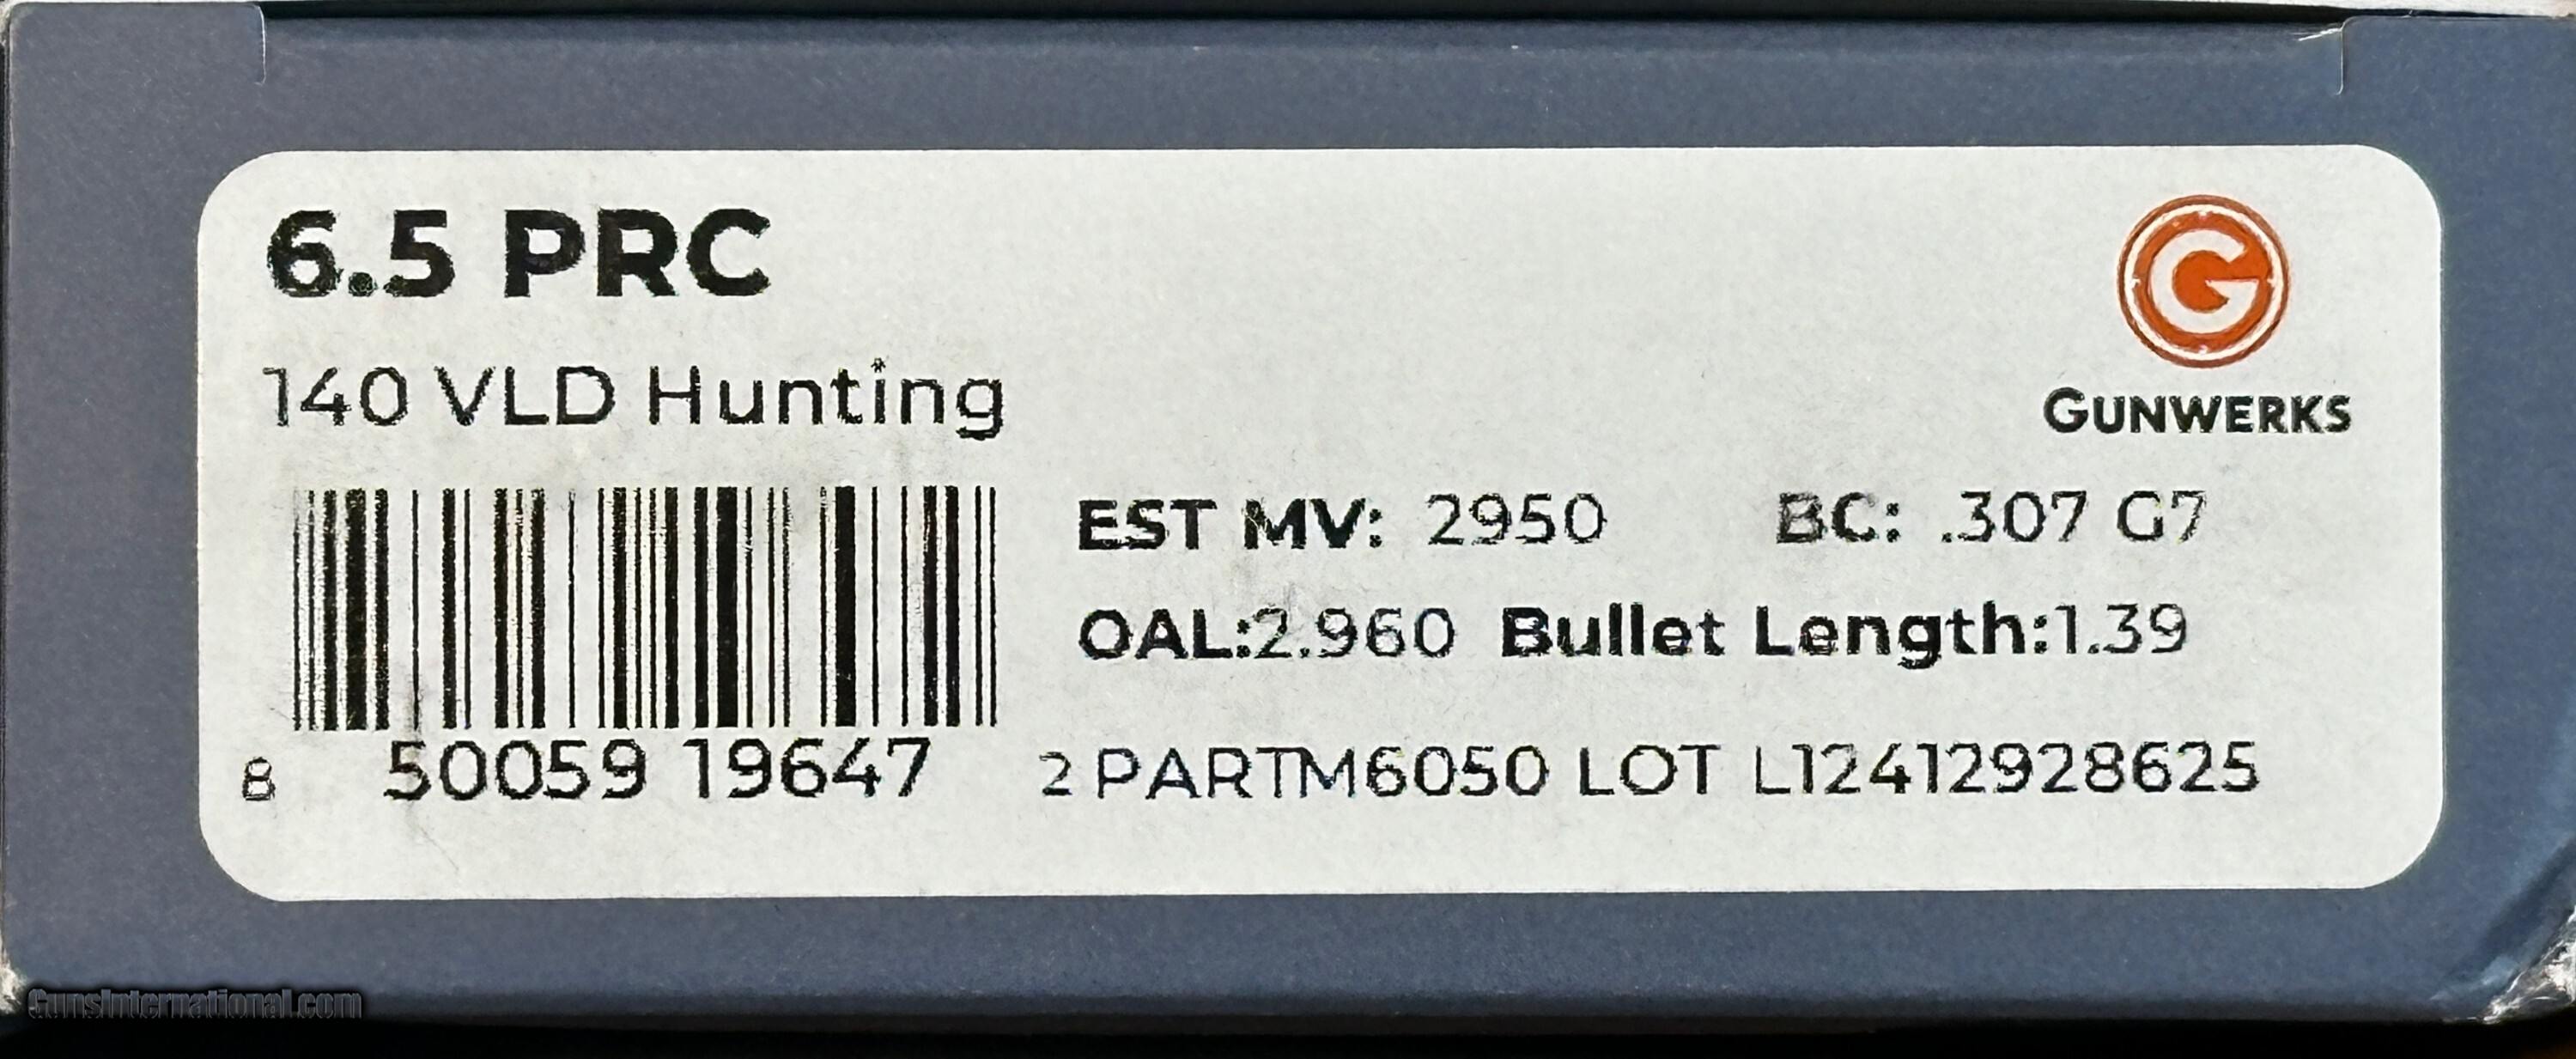 6.5 PRC
140 VLD Hunting
GUNWERKS
EST MV: 2950 BC: .307 G7
OAL:2.960 Bullet Length:1.39
8 50059 19647 2 PARTM6050 LOT L12412928625
GunsInternational.com